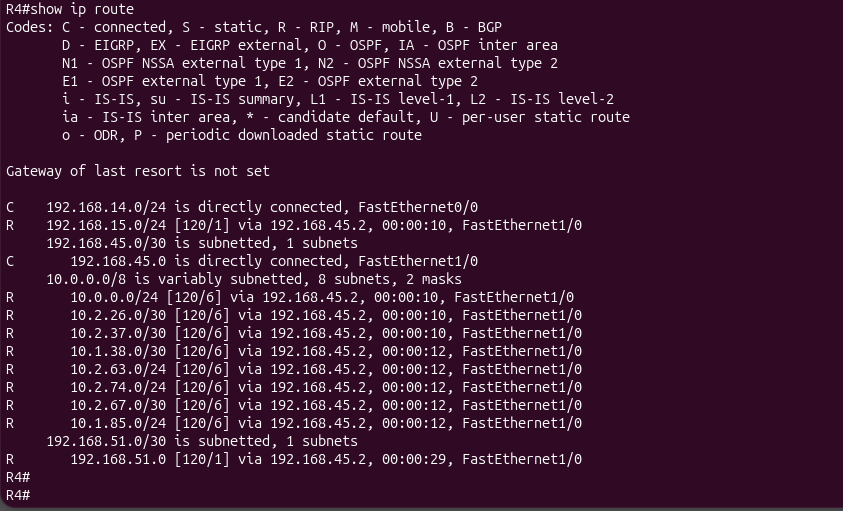 R4#show ip route
Codes: C - connected, S - static, R - RIP, M - mobile, B - BGP
       D - EIGRP, EX - EIGRP external, O - OSPF, IA - OSPF inter area
       N1 - OSPF NSSA external type 1, N2 - OSPF NSSA external type 2
       E1 - OSPF external type 1, E2 - OSPF external type 2
       i - IS-IS, su - IS-IS summary, L1 - IS-IS level-1, L2 - IS-IS level-2
       ia - IS-IS inter area, * - candidate default, U - per-user static route
       o - ODR, P - periodic downloaded static route

Gateway of last resort is not set

C    192.168.14.0/24 is directly connected, FastEthernet0/0
R    192.168.15.0/24 [120/1] via 192.168.45.2, 00:00:10, FastEthernet1/0
     192.168.45.0/30 is subnetted, 1 subnets
C       192.168.45.0 is directly connected, FastEthernet1/0
     10.0.0.0/8 is variably subnetted, 8 subnets, 2 masks
R       10.0.0.0/24 [120/6] via 192.168.45.2, 00:00:10, FastEthernet1/0
R       10.2.26.0/30 [120/6] via 192.168.45.2, 00:00:10, FastEthernet1/0
R       10.2.37.0/30 [120/6] via 192.168.45.2, 00:00:10, FastEthernet1/0
R       10.1.38.0/30 [120/6] via 192.168.45.2, 00:00:12, FastEthernet1/0
R       10.2.63.0/24 [120/6] via 192.168.45.2, 00:00:12, FastEthernet1/0
R       10.2.74.0/24 [120/6] via 192.168.45.2, 00:00:12, FastEthernet1/0
R       10.2.67.0/30 [120/6] via 192.168.45.2, 00:00:12, FastEthernet1/0
R       10.1.85.0/24 [120/6] via 192.168.45.2, 00:00:12, FastEthernet1/0
     192.168.51.0/30 is subnetted, 1 subnets
R       192.168.51.0 [120/1] via 192.168.45.2, 00:00:29, FastEthernet1/0
R4#
R4#